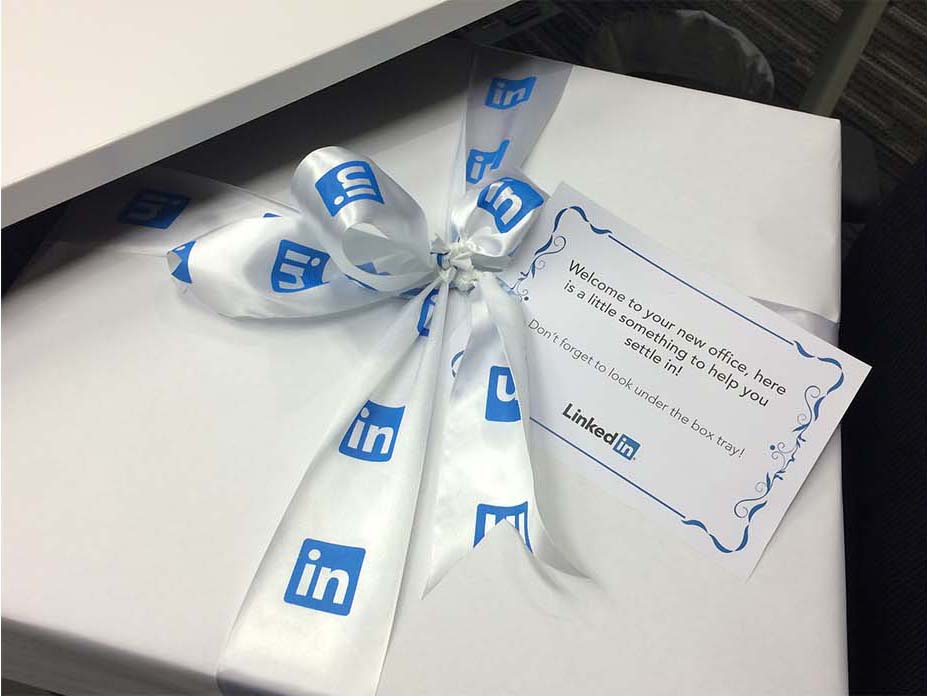 in
in
in
in
in
in
in
in
Welcome to your new office, here
is a little something to help you
settle in!
Don't forget to look under the box tray!
Linked in